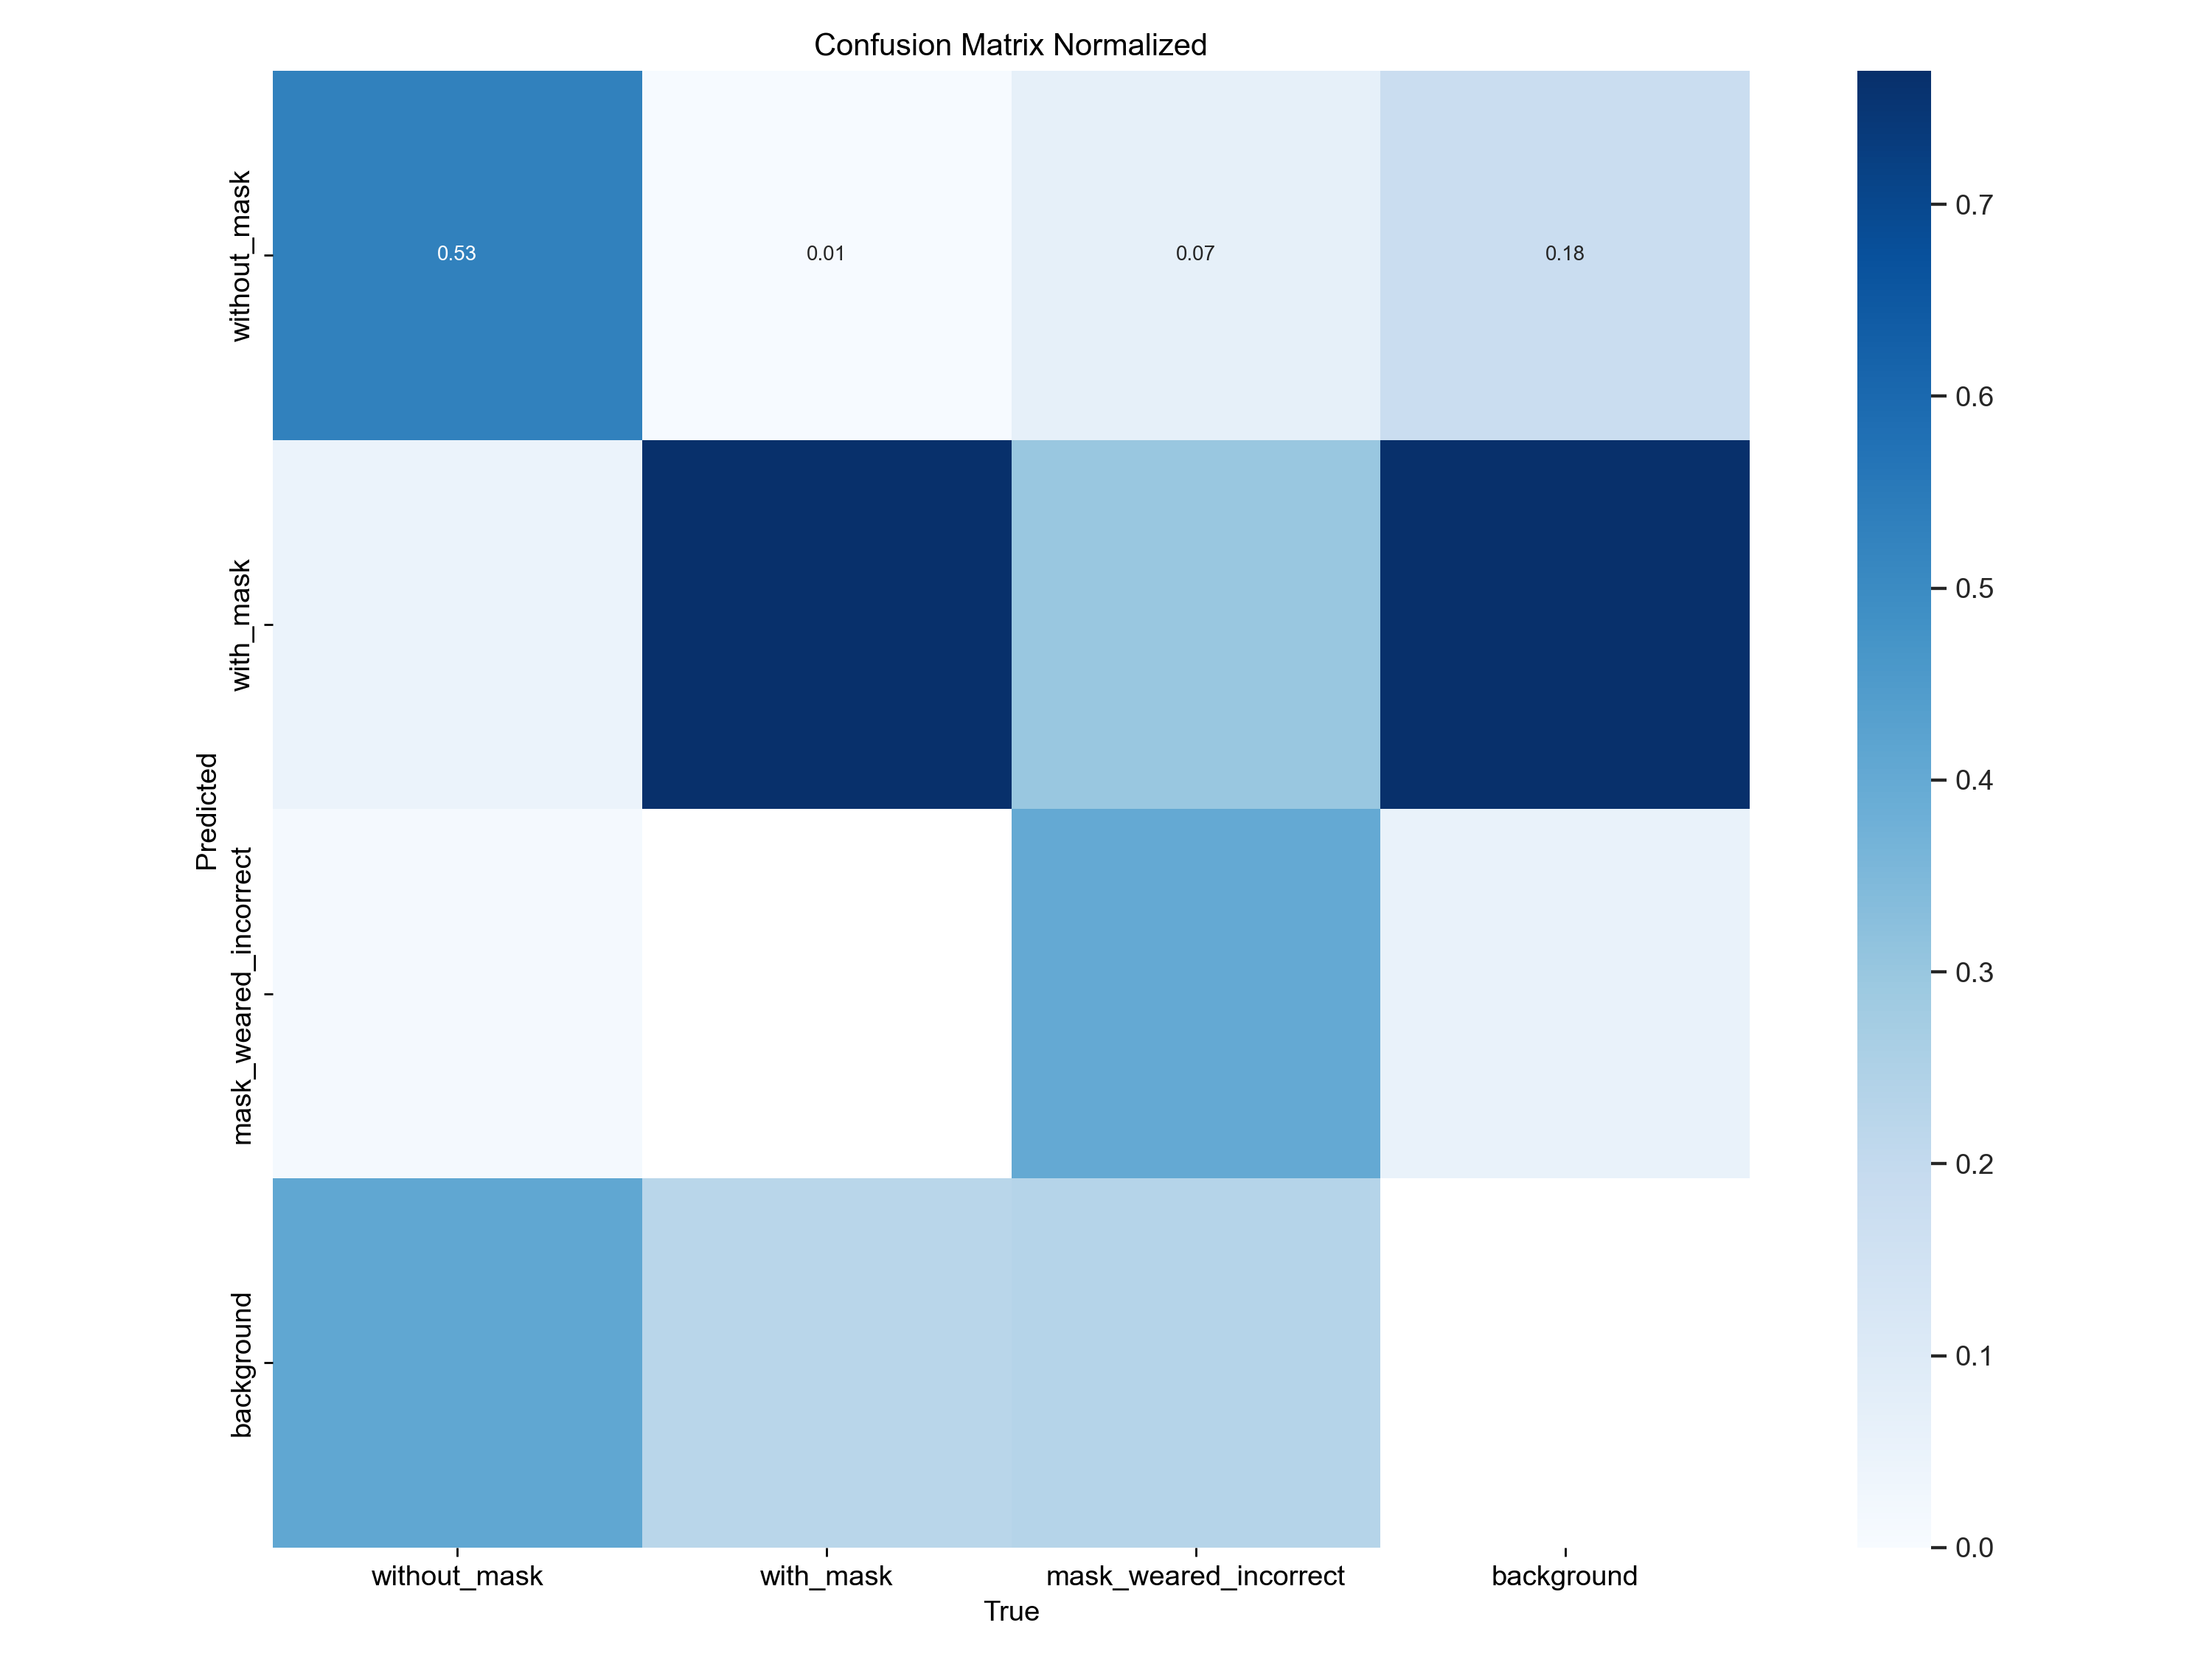 Confusion Matrix Normalized
without_mask
0.53
0.01
0.07
0.18
with_mask
mask_weared_incorrect
background
Predicted
without_mask
with_mask
mask_weared_incorrect
background
True
0.7
0.6
0.5
0.4
0.3
0.2
0.1
0.0